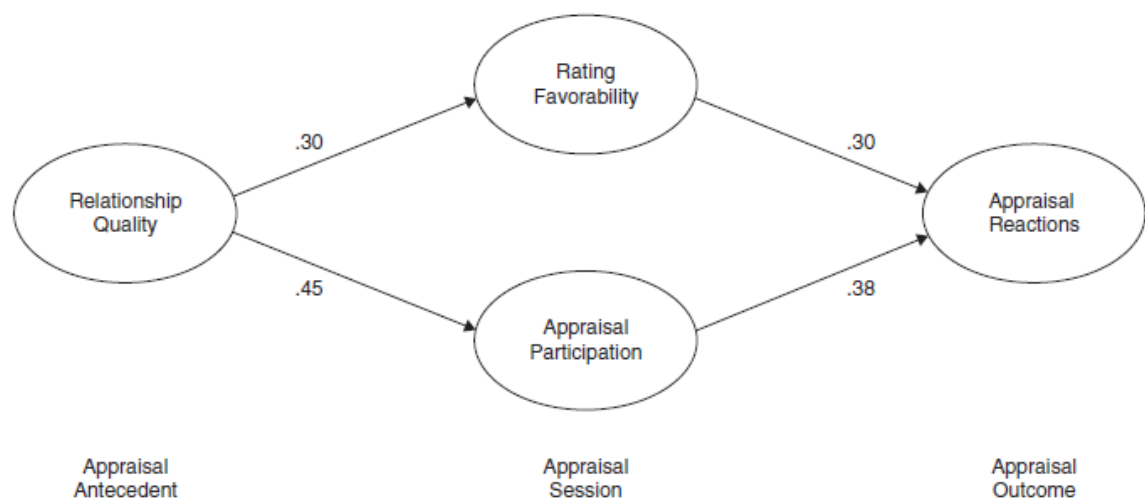 Rating
Favorability
.30
.30
Relationship
Quality
Appraisal
Reactions
.45
.38
Appraisal
Participation
Appraisal
Antecedent
Appraisal
Session
Appraisal
Outcome